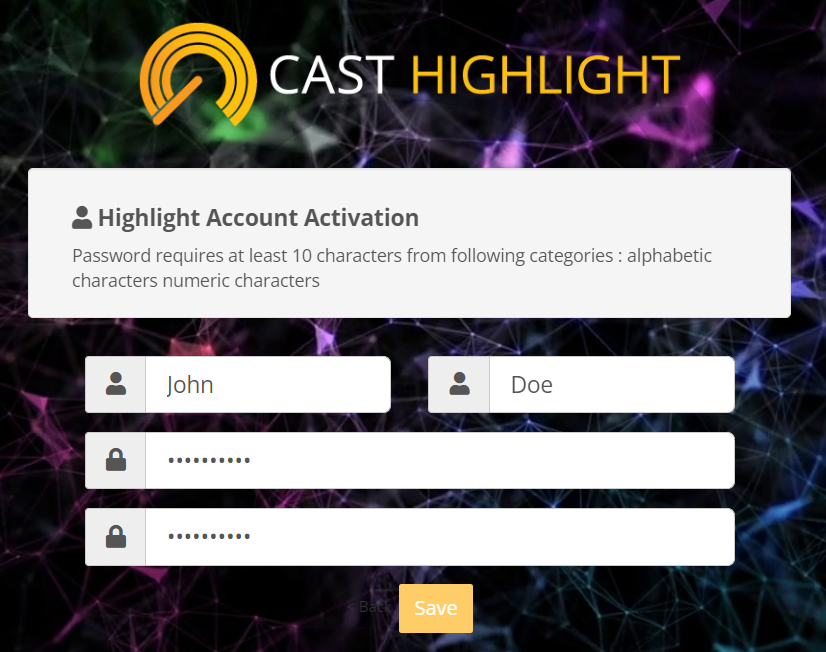 CAST HIGHLIGHT
Highlight Account Activation
Password requires at least 10 characters from following categories : alphabetic
characters numeric characters
John
Doe
••••••••••
••••••••••
< Back
Save